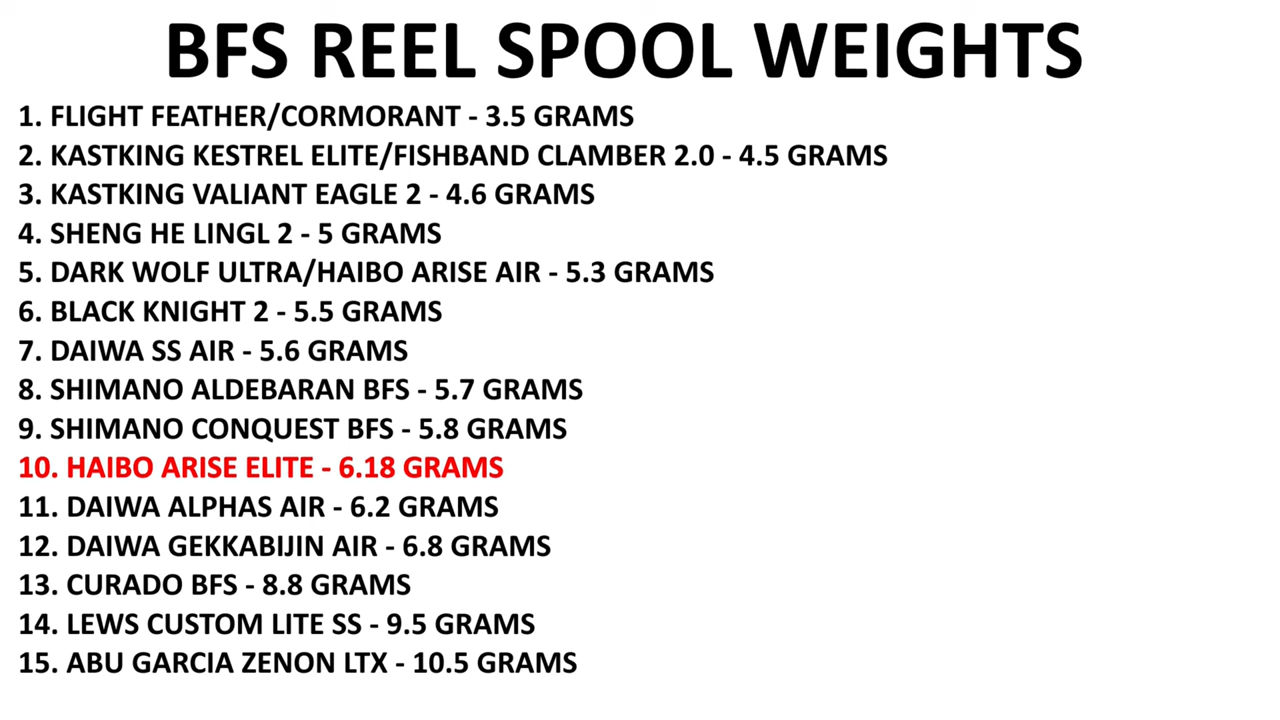 BFS REEL SPOOL WEIGHTS
1. FLIGHT FEATHER/CORMORANT - 3.5 GRAMS
2. KASTKING KESTREL ELITE/FISHBAND CLAMBER 2.0 - 4.5 GRAMS
3. KASTKING VALIANT EAGLE 2 - 4.6 GRAMS
4. SHENG HE LINGL 2 - 5 GRAMS
5. DARK WOLF ULTRA/HAIBO ARISE AIR - 5.3 GRAMS
6. BLACK KNIGHT 2 - 5.5 GRAMS
7. DAIWA SS AIR - 5.6 GRAMS
8. SHIMANO ALDEBARAN BFS - 5.7 GRAMS
9. SHIMANO CONQUEST BFS - 5.8 GRAMS
10. HAIBO ARISE ELITE - 6.18 GRAMS
11. DAIWA ALPHAS AIR - 6.2 GRAMS
12. DAIWA GEKKABIJIN AIR - 6.8 GRAMS
13. CURADO BFS - 8.8 GRAMS
14. LEWS CUSTOM LITE SS - 9.5 GRAMS
15. ABU GARCIA ZENON LTX - 10.5 GRAMS